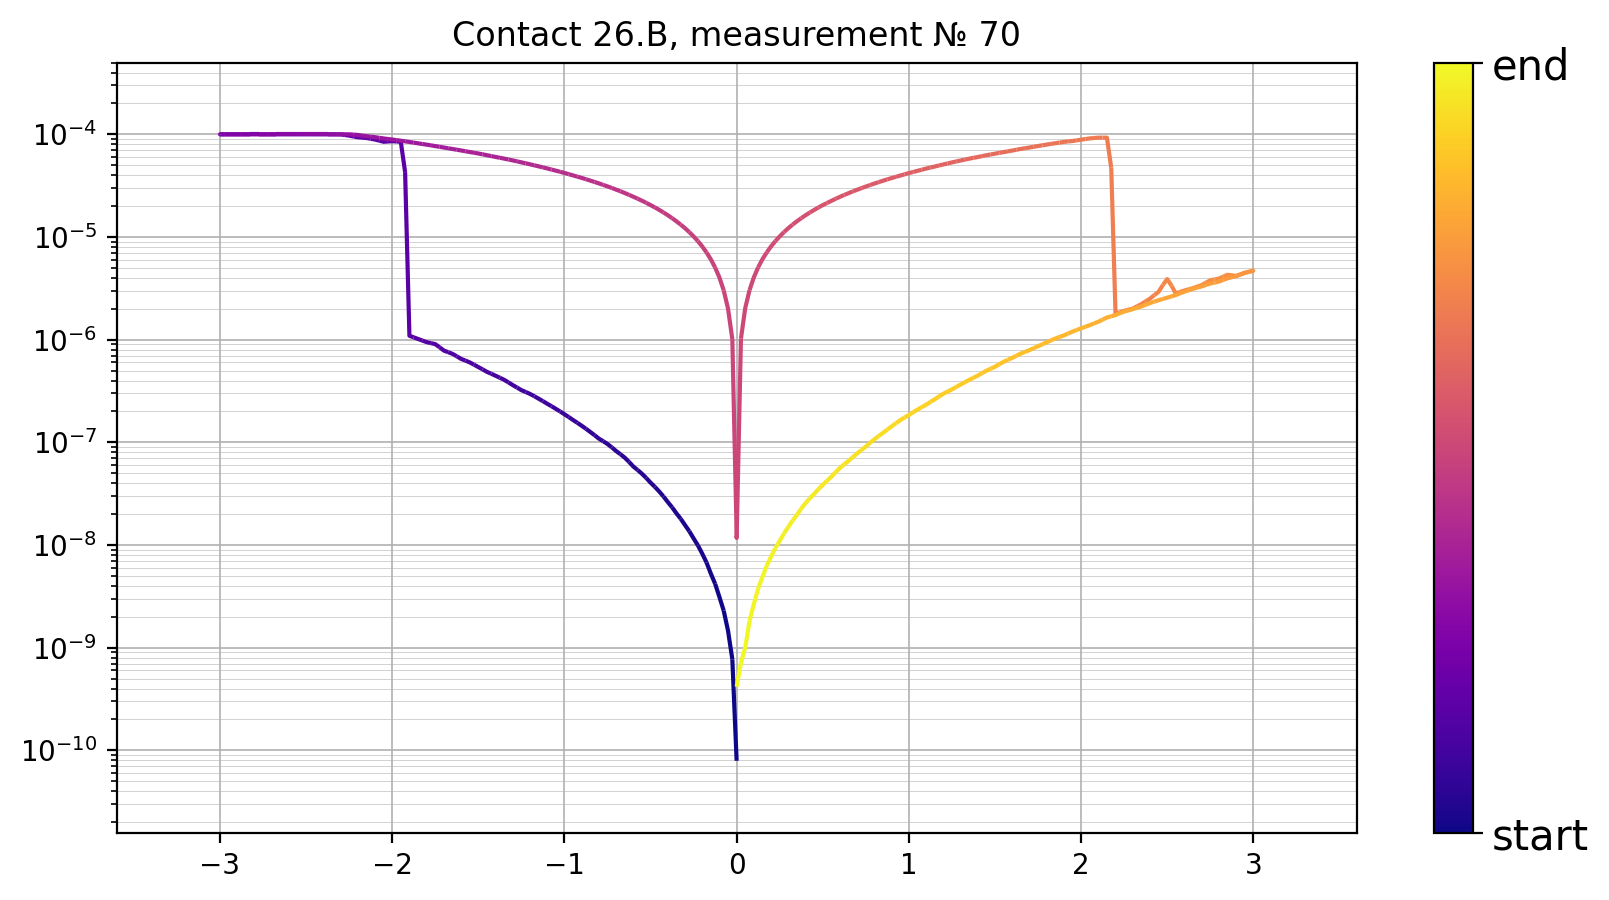 Contact 26.B, measurement № 70
10⁻⁴
10⁻⁵
10⁻⁶
10⁻⁷
10⁻⁸
10⁻⁹
10⁻¹⁰
−3 −2 −1 0 1 2 3
end
start